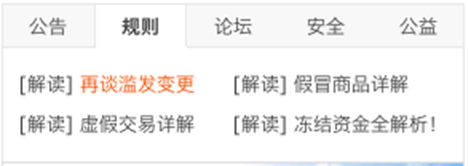 公告 规则 论坛 安全 公益
[解读] 再谈滥发变更 [解读] 假冒商品详解
[解读] 虚假交易详解 [解读] 冻结资金全解析！